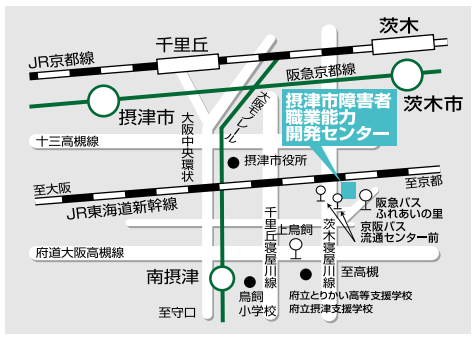 茨木
千里丘
JR京都線
阪急京都線
茨木市
摂津市
大阪モノレール
摂津市障害者
職業能力
開発センター
十三高槻線
大阪中央環状
摂津市役所
至京都
至大阪
JR東海道新幹線
阪急バス
ふれあいの里
京阪バス
流通センター前
千里丘寝屋川線
上鳥飼
茨木寝屋川線
府道大阪高槻線
南摂津
至高槻
鳥飼
小学校
府立とりかい高等支援学校
府立摂津支援学校
至守口